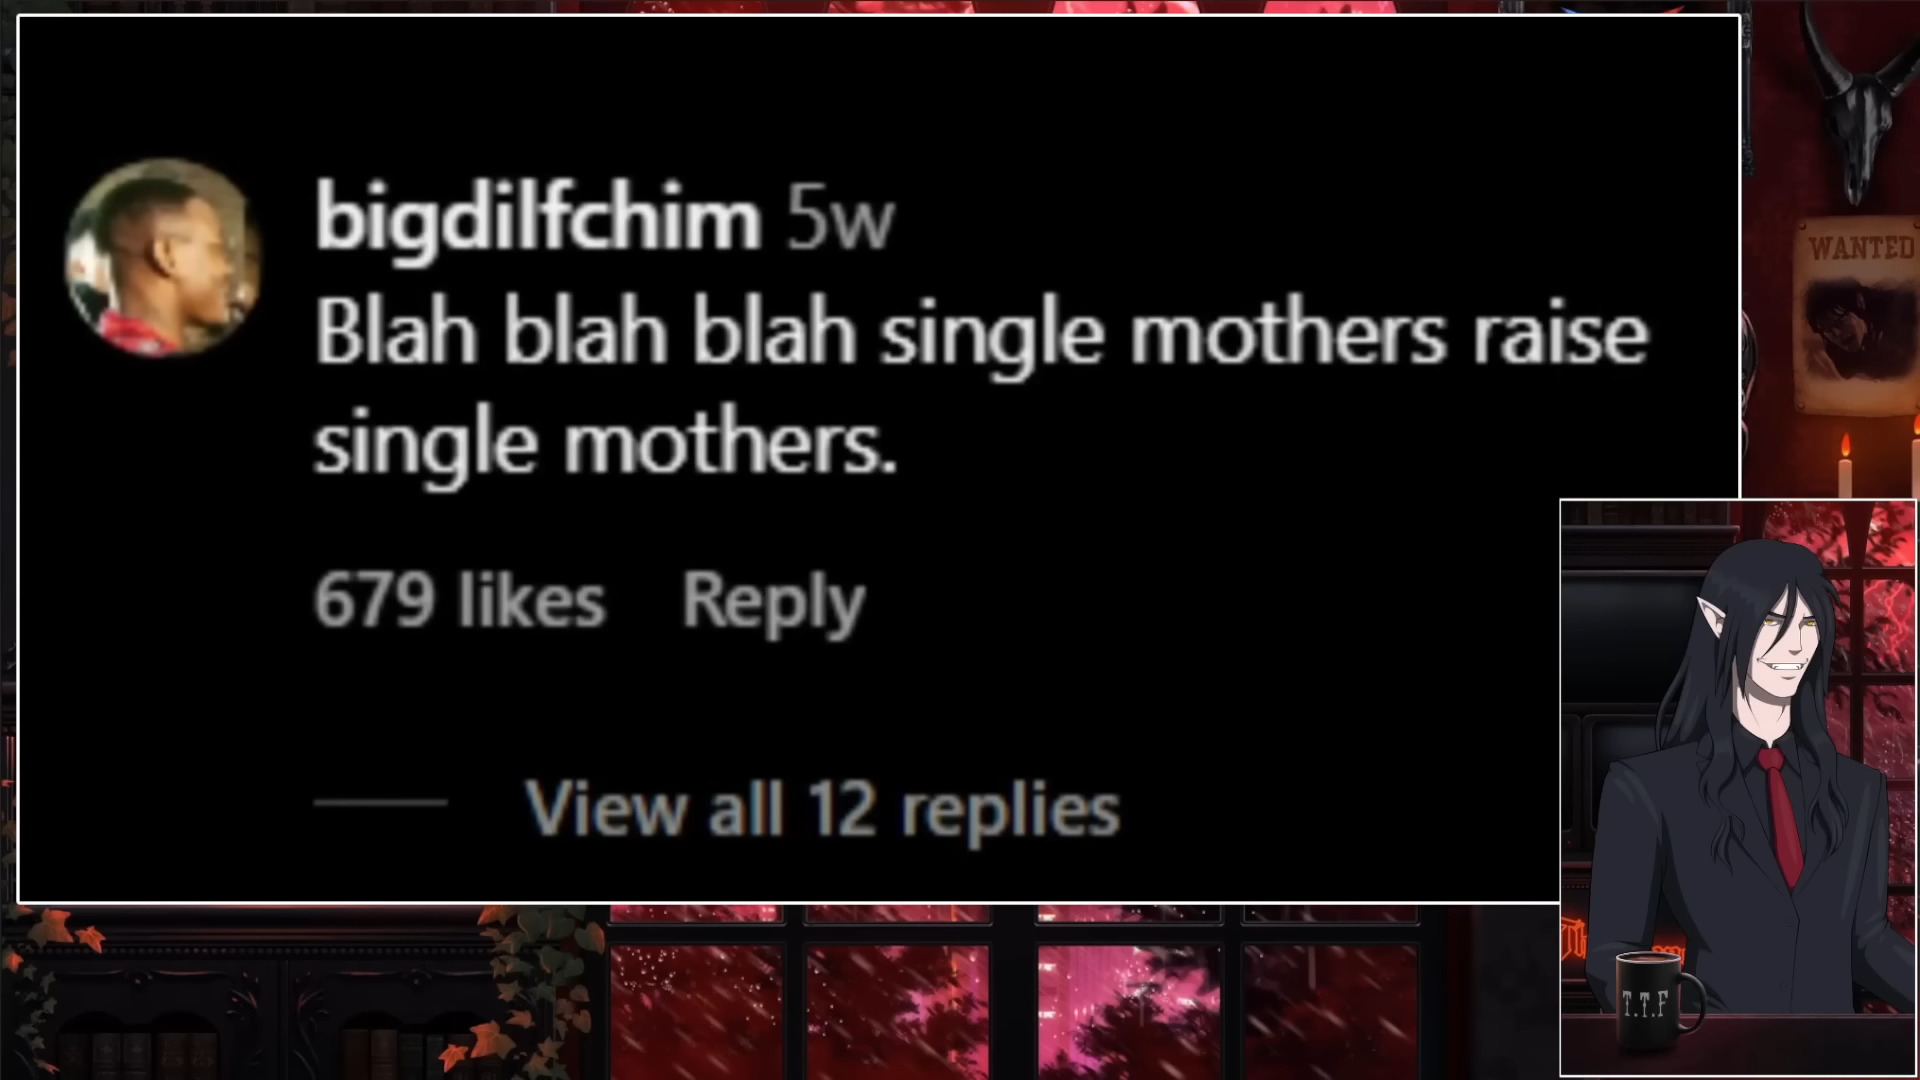 bigdilfchim 5w
Blah blah blah single mothers raise
single mothers.
679 likes Reply
View all 12 replies
WANTED
T.T.F